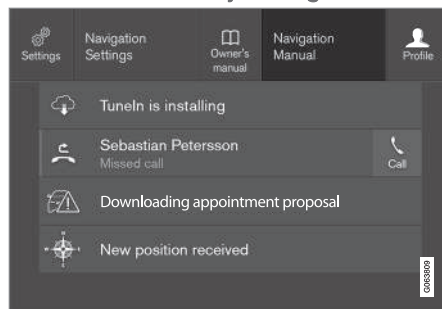 Settings
Navigation
Settings
Owner's
manual
Navigation
Manual
Profile
TuneIn is installing
Sebastian Petersson
Missed call
Call
Downloading appointment proposal
New position received
G063809